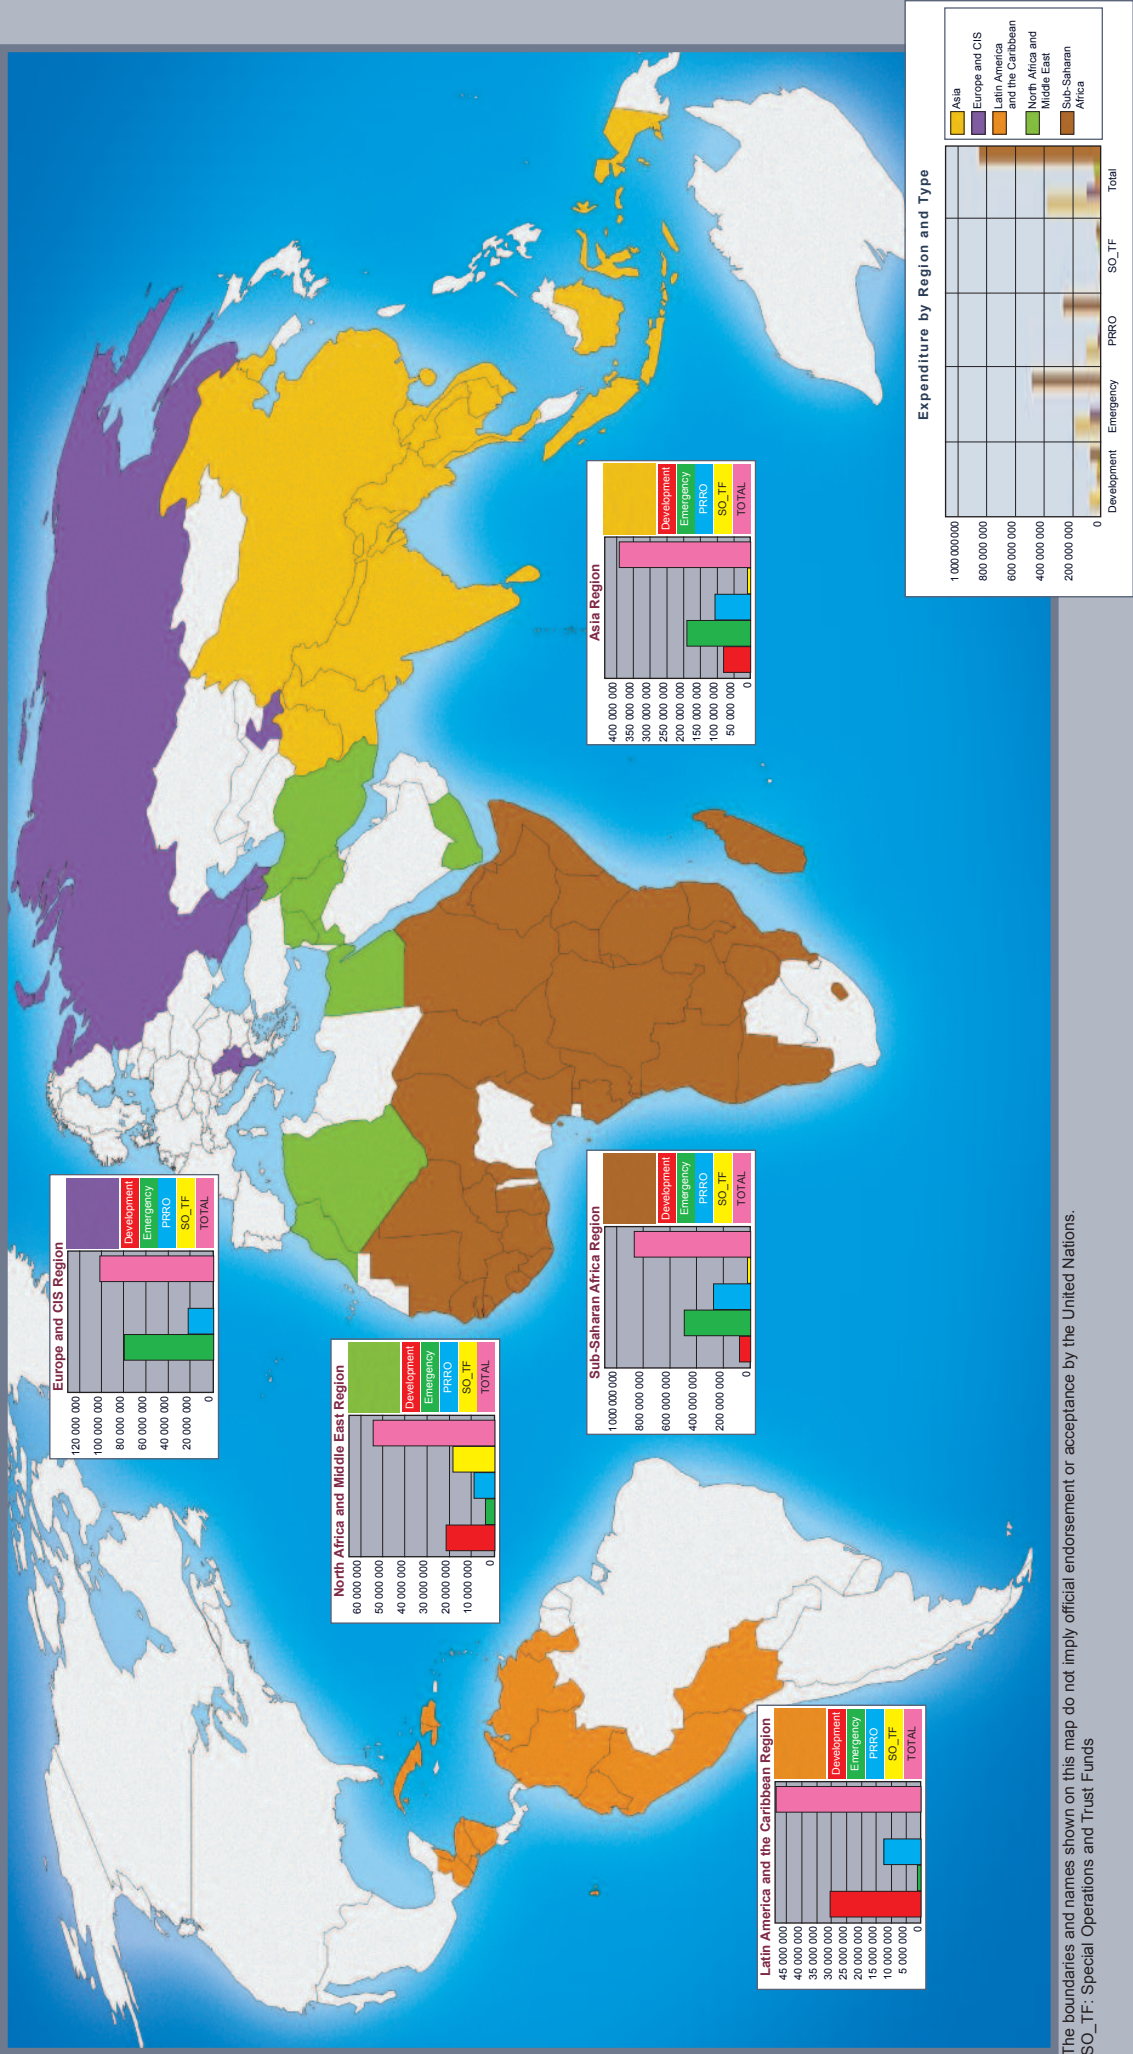 Europe and CIS Region
120 000 000
100 000 000
80 000 000
60 000 000
40 000 000
20 000 000
0
Development
Emergency
PRRO
SO_TF
TOTAL
North Africa and Middle East Region
60 000 000
50 000 000
40 000 000
30 000 000
20 000 000
10 000 000
0
Development
Emergency
PRRO
SO_TF
TOTAL
Asia Region
400 000 000
350 000 000
300 000 000
250 000 000
200 000 000
150 000 000
100 000 000
50 000 000
0
Development
Emergency
PRRO
SO_TF
TOTAL
Sub-Saharan Africa Region
1 000 000 000
800 000 000
600 000 000
400 000 000
200 000 000
0
Development
Emergency
PRRO
SO_TF
TOTAL
Latin America and the Caribbean Region
45 000 000
40 000 000
35 000 000
30 000 000
25 000 000
20 000 000
15 000 000
10 000 000
5 000 000
0
Development
Emergency
PRRO
SO_TF
TOTAL
Expenditure by Region and Type
1 000 000 000
800 000 000
600 000 000
400 000 000
200 000 000
0
Development
Emergency
PRRO
SO_TF
Total
Asia
Europe and CIS
Latin America
and the Caribbean
North Africa and
Middle East
Sub-Saharan
Africa
The boundaries and names shown on this map do not imply official endorsement or acceptance by the United Nations.
SO_TF: Special Operations and Trust Funds